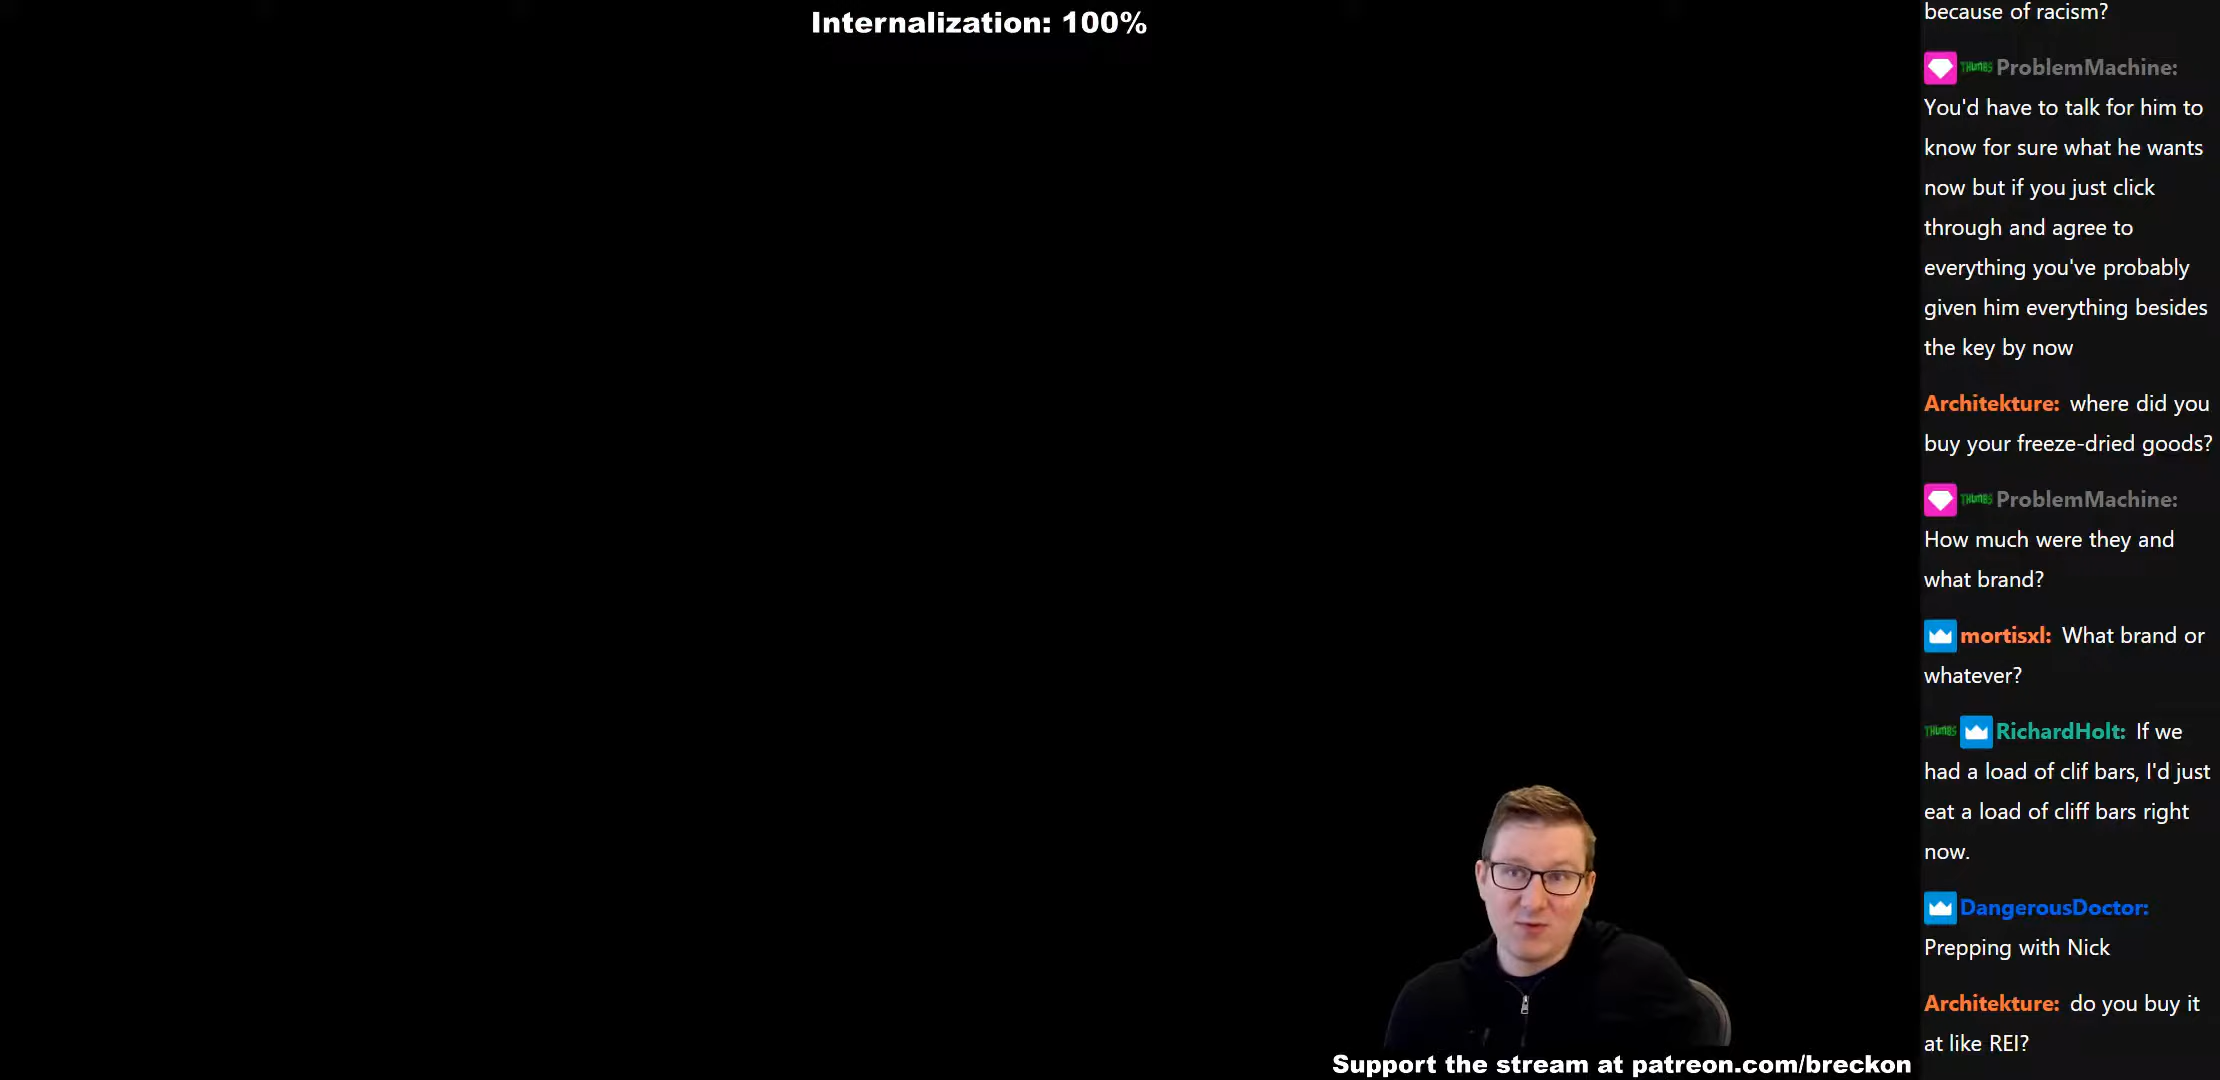 Internalization: 100%
because of racism?
THUMBS ProblemMachine:
You'd have to talk for him to
know for sure what he wants
now but if you just click
through and agree to
everything you've probably
given him everything besides
the key by now
Architekture: where did you
buy your freeze-dried goods?
THUMBS ProblemMachine:
How much were they and
what brand?
mortisxl: What brand or
whatever?
THUMBS RichardHolt: If we
had a load of clif bars, I'd just
eat a load of cliff bars right
now.
DangerousDoctor:
Prepping with Nick
Architekture: do you buy it
at like REI?
Support the stream at patreon.com/breckon